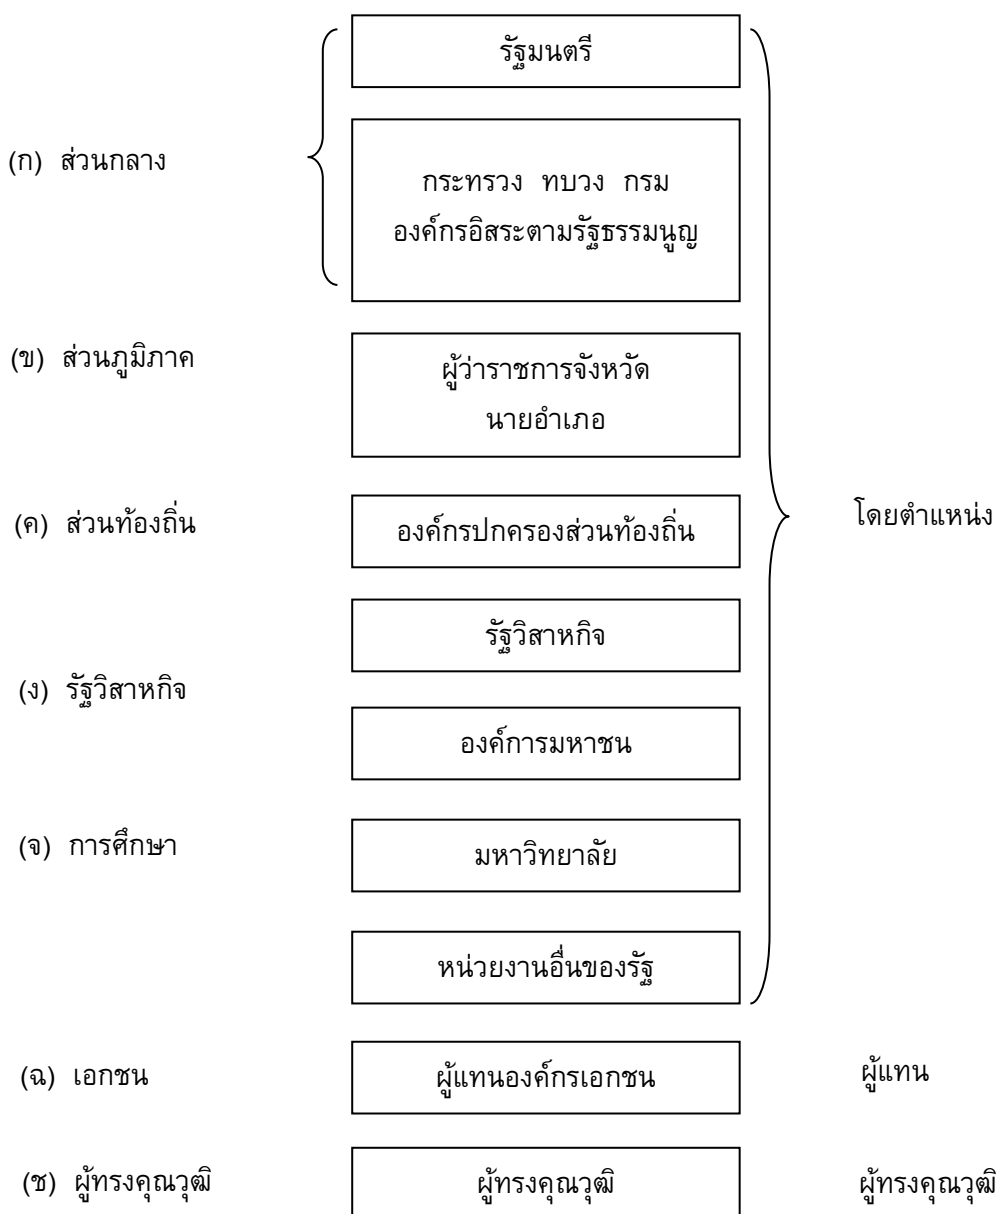 รัฐมนตรี
(ก) ส่วนกลาง
กระทรวง ทบวง กรม
องค์กรอิสระตามรัฐธรรมนูญ
(ข) ส่วนภูมิภาค
ผู้ว่าราชการจังหวัด
นายอำเภอ
(ค) ส่วนท้องถิ่น
องค์กรปกครองส่วนท้องถิ่น
โดยตำแหน่ง
รัฐวิสาหกิจ
(ง) รัฐวิสาหกิจ
องค์การมหาชน
(จ) การศึกษา
มหาวิทยาลัย
หน่วยงานอื่นของรัฐ
(ฉ) เอกชน
ผู้แทนองค์กรเอกชน
ผู้แทน
(ช) ผู้ทรงคุณวุฒิ
ผู้ทรงคุณวุฒิ
ผู้ทรงคุณวุฒิ